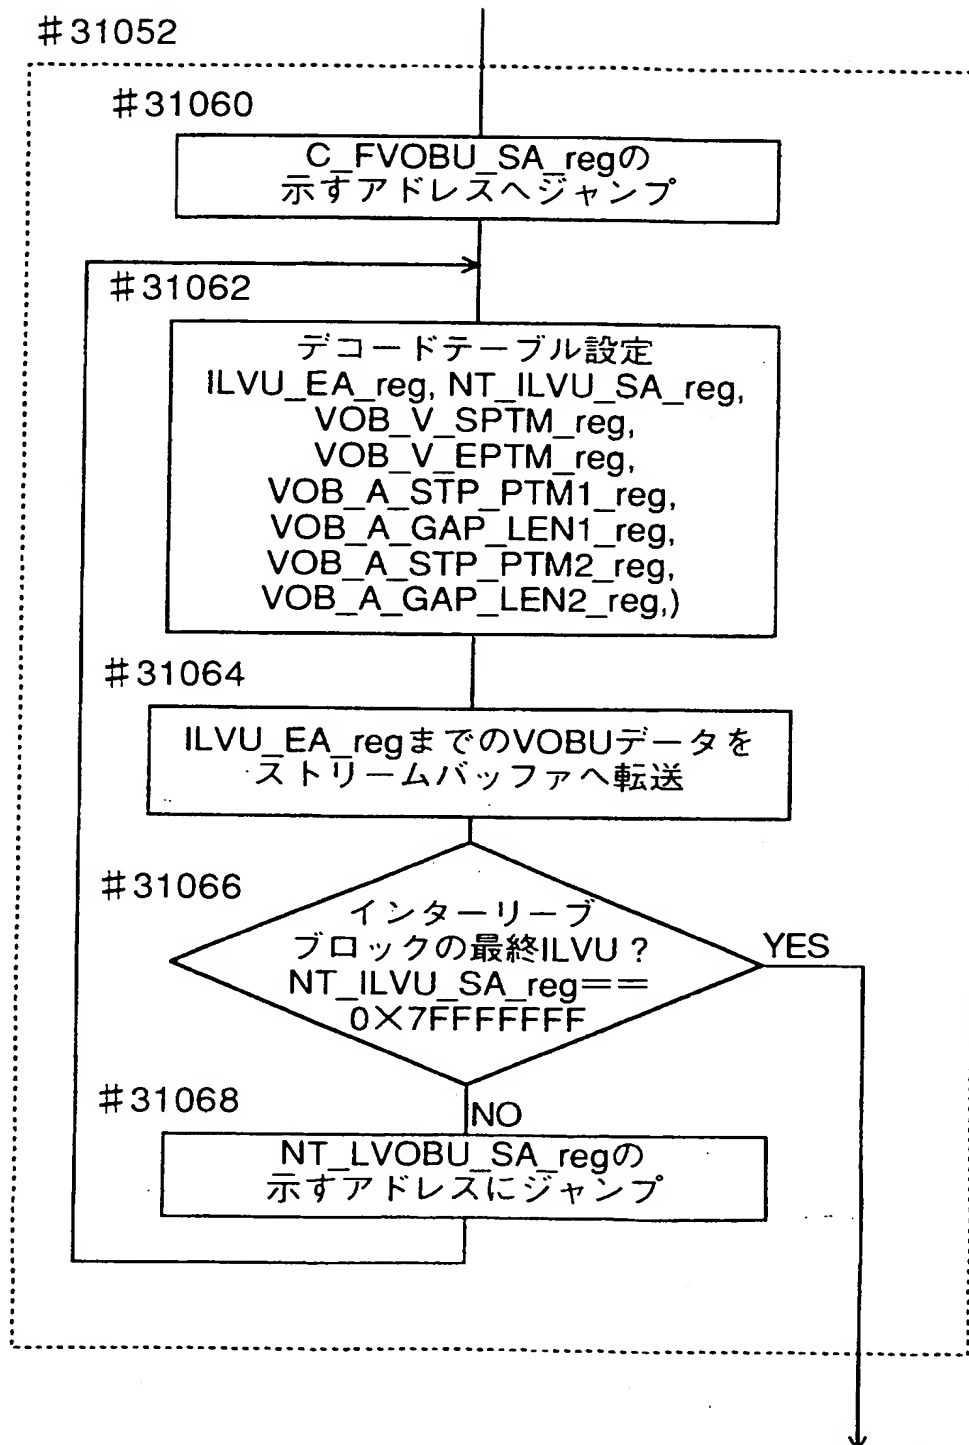 #31052
#31060
C_FVOBU_SA_regの
示すアドレスへジャンプ
#31062
デコードテーブル設定
ILVU_EA_reg, NT_ILVU_SA_reg,
VOB_V_SPTM_reg,
VOB_V_EPTM_reg,
VOB_A_STP_PTM1_reg,
VOB_A_GAP_LEN1_reg,
VOB_A_STP_PTM2_reg,
VOB_A_GAP_LEN2_reg,)
#31064
ILVU_EA_regまでのVOBUデータを
ストリームバッファへ転送
#31066
インターリーブ
ブロックの最終ILVU?
NT_ILVU_SA_reg==
0×7FFFFFFF
YES
#31068
NO
NT_LVOBU_SA_regの
示すアドレスにジャンプ